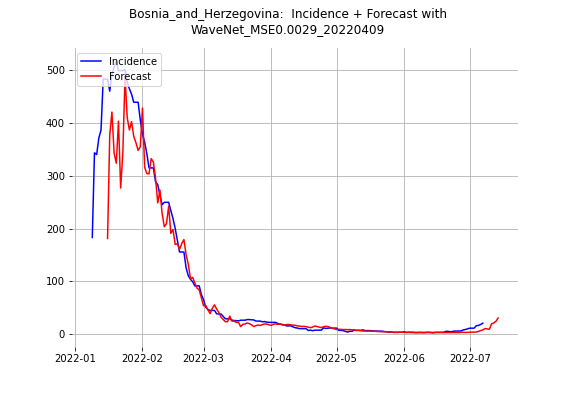 Bosnia_and_Herzegovina:  Incidence + Forecast with
WaveNet_MSE0.0029_20220409
Incidence
Forecast
500
400
300
200
100
0
2022-01 2022-02 2022-03 2022-04 2022-05 2022-06 2022-07